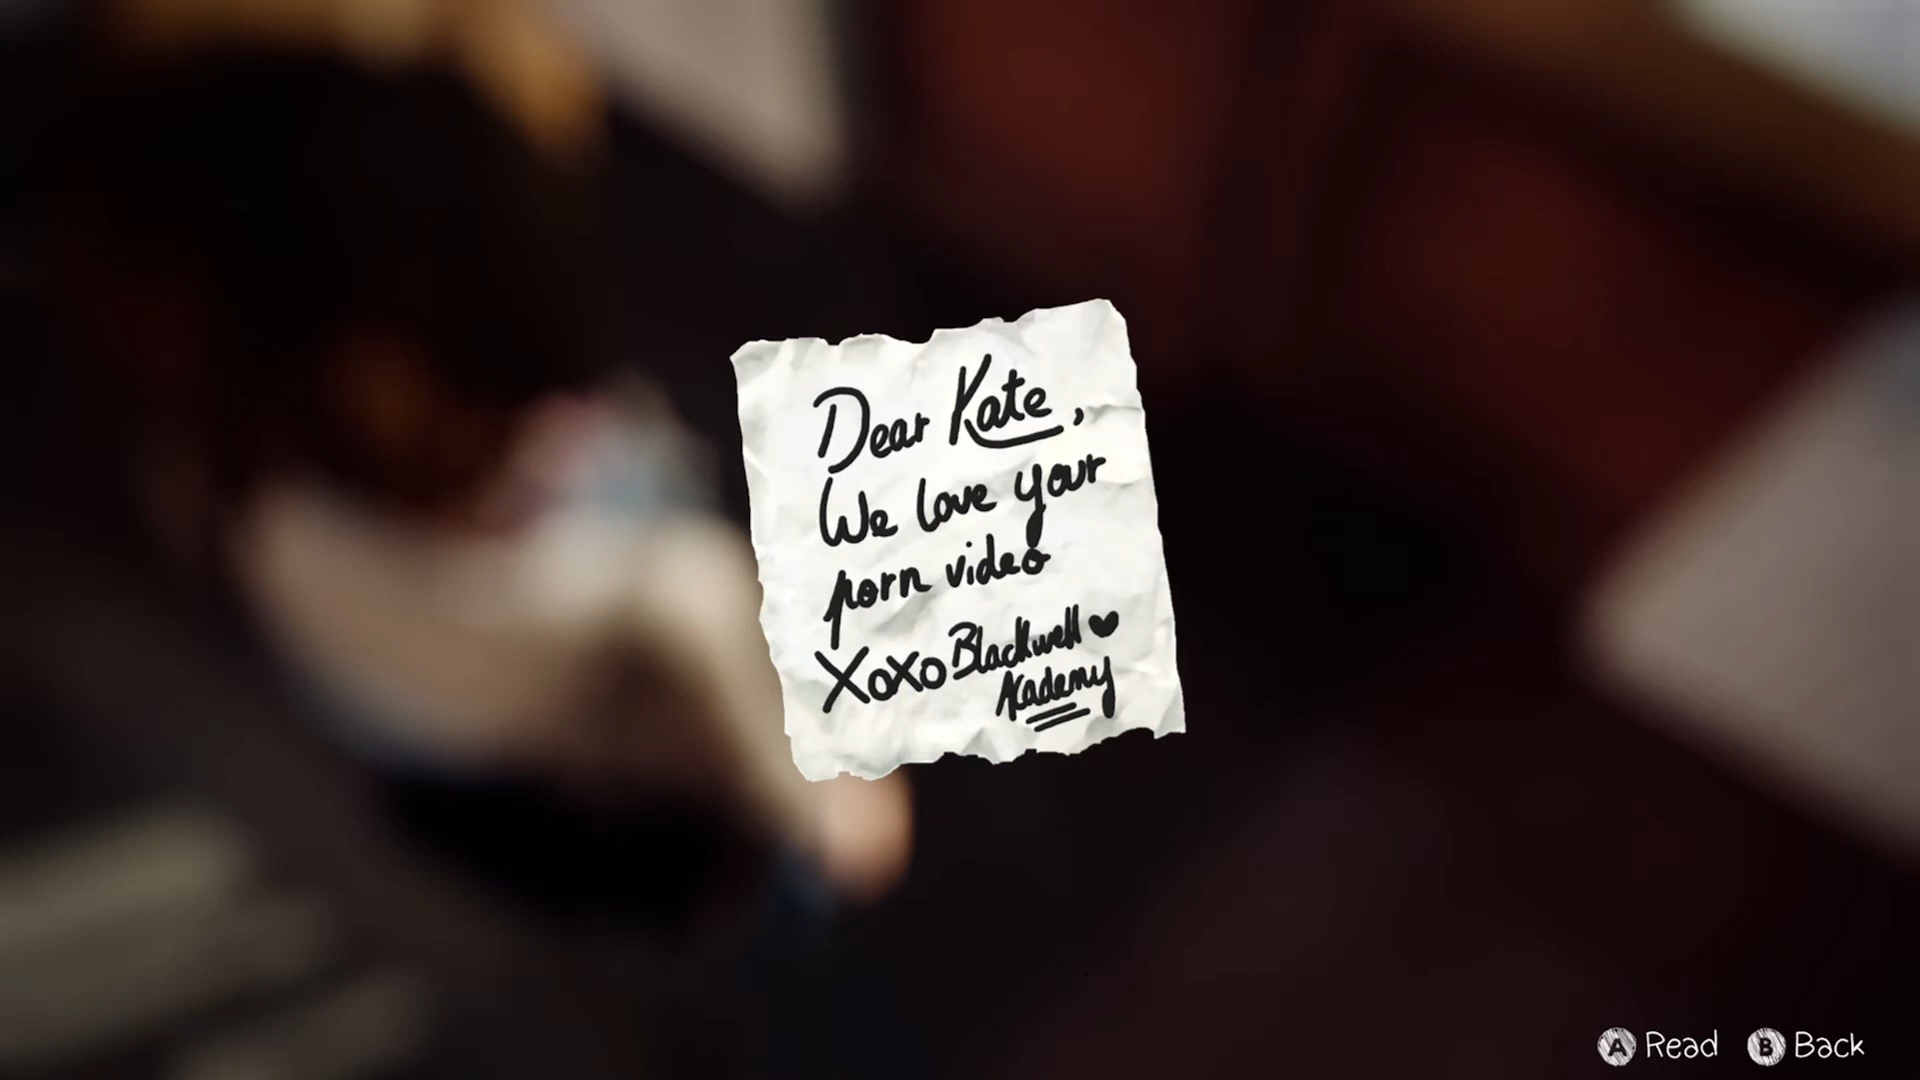 Dear Kate,
We love your
porn video
XoXo Blackwell ♥
Academy
A Read B Back